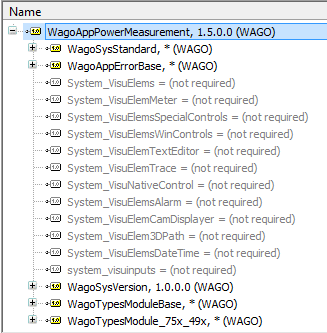 Name
WagoAppPowerMeasurement, 1.5.0.0 (WAGO)
WagoSysStandard, * (WAGO)
WagoAppErrorBase, * (WAGO)
System_VisuElems = (not required)
System_VisuElemMeter = (not required)
System_VisuElemsSpecialControls = (not required)
System_VisuElemsWinControls = (not required)
System_VisuElemTextEditor = (not required)
System_VisuElemTrace = (not required)
System_VisuNativeControl = (not required)
System_VisuElemsAlarm = (not required)
System_VisuElemCamDisplayer = (not required)
System_VisuElem3DPath = (not required)
System_VisuElemsDateTime = (not required)
system_visuinputs = (not required)
WagoSysVersion, 1.0.0.0 (WAGO)
WagoTypesModuleBase, * (WAGO)
WagoTypesModule_75x_49x, * (WAGO)